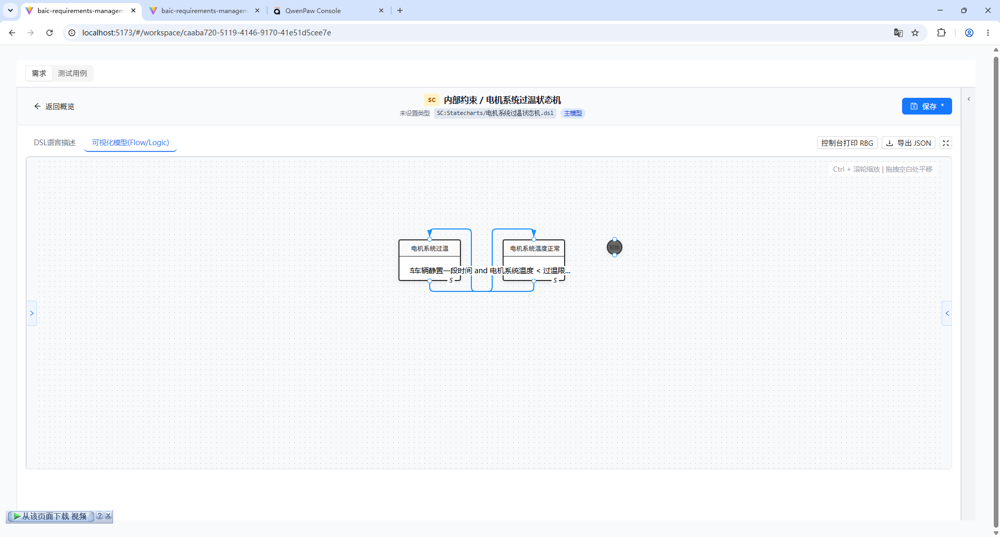 baic-requirements-managem
baic-requirements-managem
QwenPaw Console
localhost:5173/#/workspace/caaba720-5119-4146-9170-41e51d5cee7e
需求
测试用例
返回概览
SC 内部约束 / 电机系统过温状态机
未设置类型 SC:Statecharts/电机系统过温状态机.dsl 主模型
保存 *
DSL语言描述
可视化模型(Flow/Logic)
控制台打印 RBG
导出 JSON
Ctrl + 滚轮缩放 | 拖拽空白处平移
电机系统过温
电机系统温度正常
初始
车辆静置一段时间 and 电机系统温度 < 过温限...
S
S
从该页面下载 视频